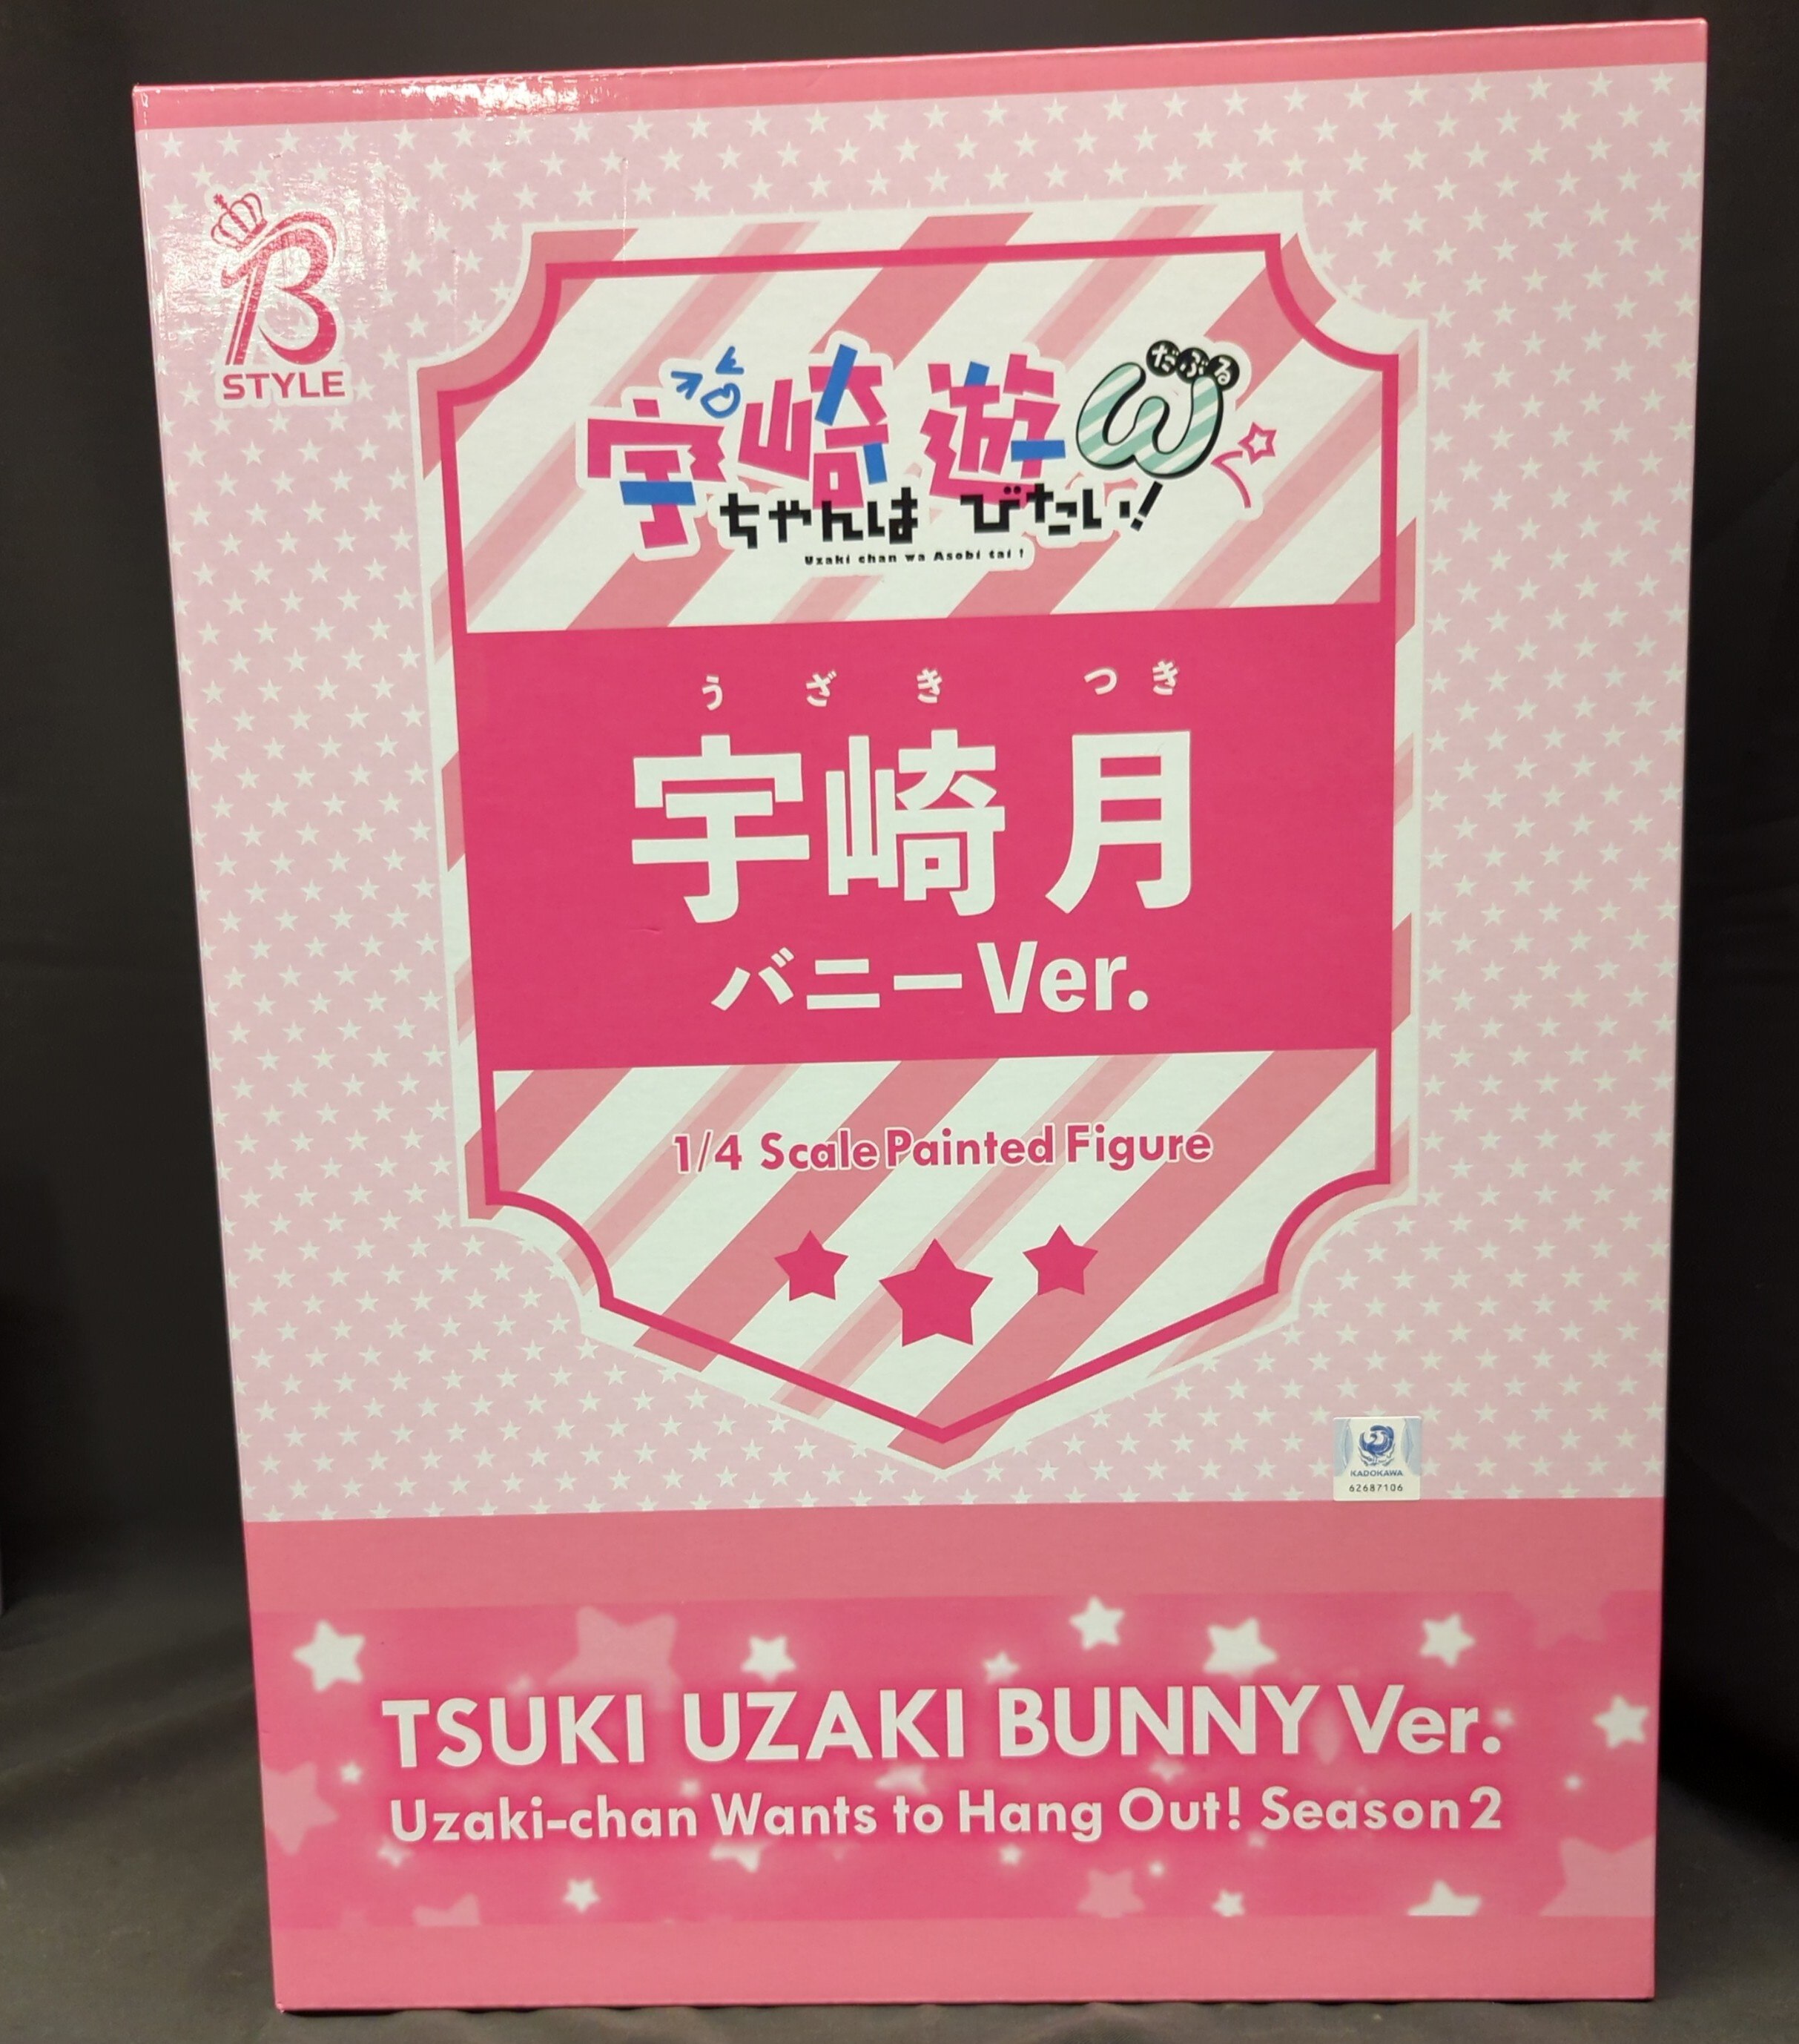 B
STYLE
だぶる
宇崎ちゃんは遊びたい!ω
Uzaki chan wa Asobi tai !
うざき つき
宇崎 月
バニーVer.
1/4 Scale Painted Figure
KADOKAWA
62687106
TSUKI UZAKI BUNNY Ver.
Uzaki-chan Wants to Hang Out! Season 2